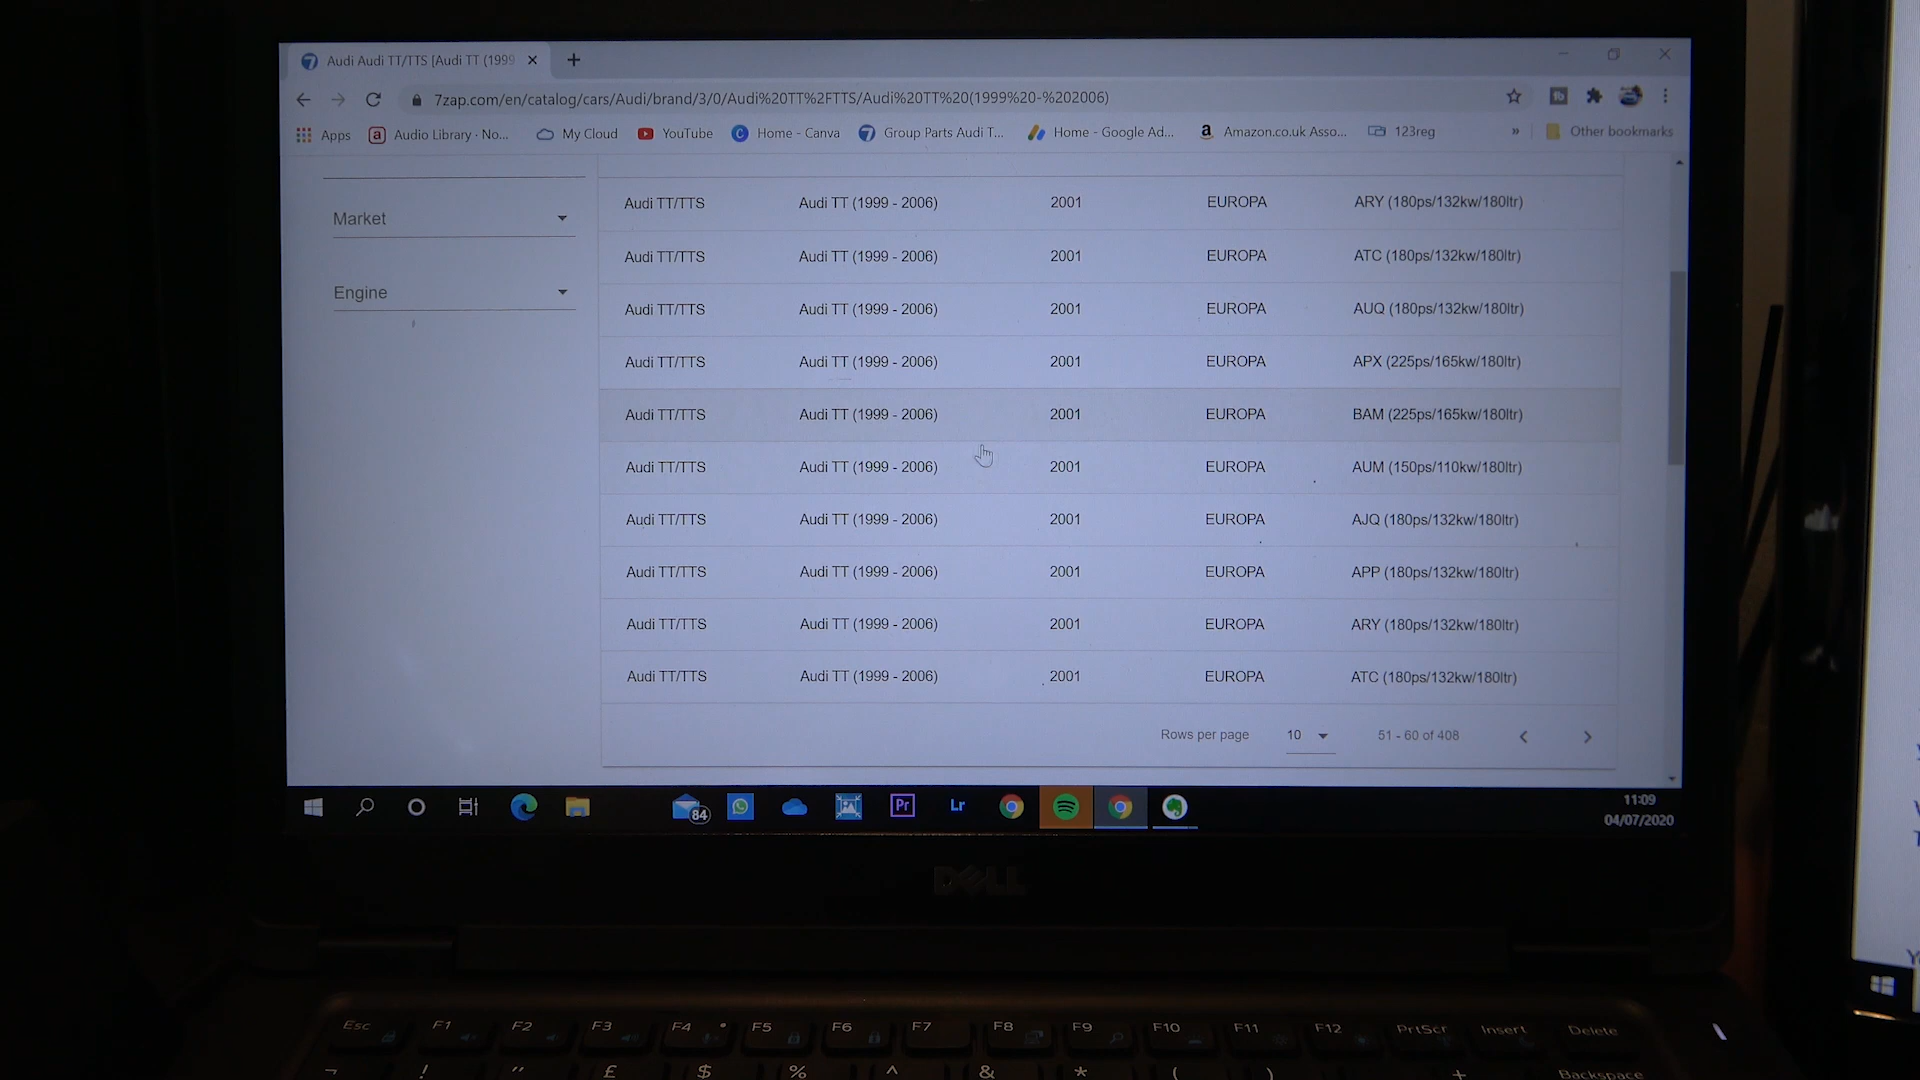 Audi Audi TT/TTS [Audi TT (1999
7zap.com/en/catalog/cars/Audi/brand/3/0/Audi%20TT%2FTTS/Audi%20TT%20(1999%20-%202006)
Apps Audio Library · No... My Cloud YouTube Home - Canva Group Parts Audi T... Home - Google Ad... Amazon.co.uk Asso... 123reg » Other bookmarks
Market
Engine
Audi TT/TTS Audi TT (1999 - 2006) 2001 EUROPA ARY (180ps/132kw/180ltr)
Audi TT/TTS Audi TT (1999 - 2006) 2001 EUROPA ATC (180ps/132kw/180ltr)
Audi TT/TTS Audi TT (1999 - 2006) 2001 EUROPA AUQ (180ps/132kw/180ltr)
Audi TT/TTS Audi TT (1999 - 2006) 2001 EUROPA APX (225ps/165kw/180ltr)
Audi TT/TTS Audi TT (1999 - 2006) 2001 EUROPA BAM (225ps/165kw/180ltr)
Audi TT/TTS Audi TT (1999 - 2006) 2001 EUROPA AUM (150ps/110kw/180ltr)
Audi TT/TTS Audi TT (1999 - 2006) 2001 EUROPA AJQ (180ps/132kw/180ltr)
Audi TT/TTS Audi TT (1999 - 2006) 2001 EUROPA APP (180ps/132kw/180ltr)
Audi TT/TTS Audi TT (1999 - 2006) 2001 EUROPA ARY (180ps/132kw/180ltr)
Audi TT/TTS Audi TT (1999 - 2006) 2001 EUROPA ATC (180ps/132kw/180ltr)
Rows per page 10 51 - 60 of 408
84 Pr Lr
11:09
04/07/2020
DELL
Esc F1 F2 F3 F4 F5 F6 F7 F8 F9 F10 F11 F12 PrtScr Insert Delete
¬ ! " £ $ % ^ & * ( ) + Backspace